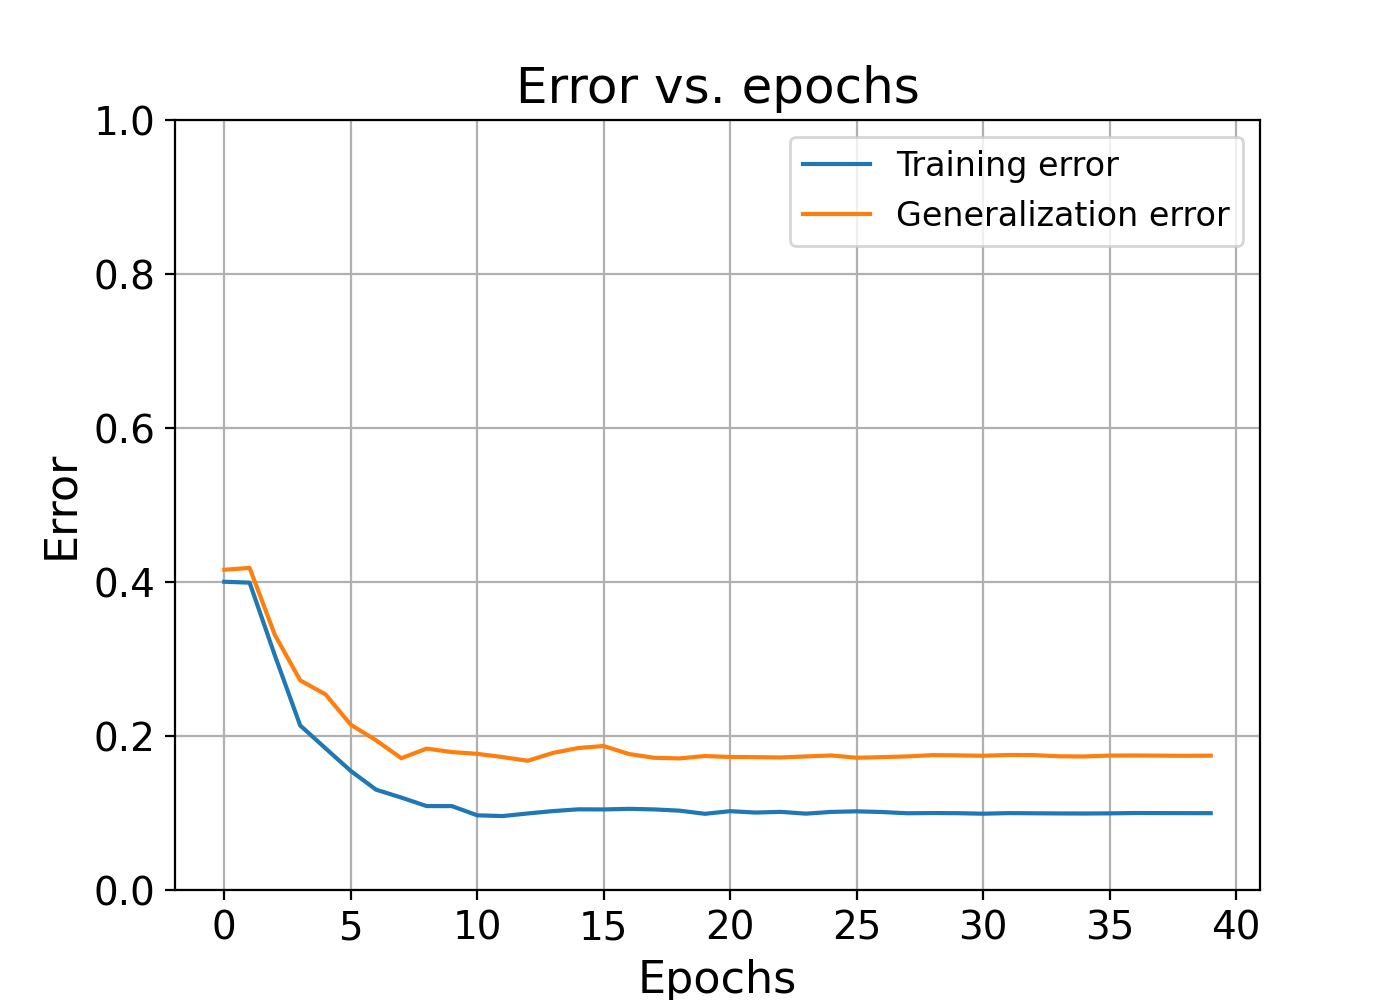 Error vs. epochs
1.0
0.8
0.6
0.4
0.2
0.0
Error
Training error
Generalization error
0 5 10 15 20 25 30 35 40
Epochs